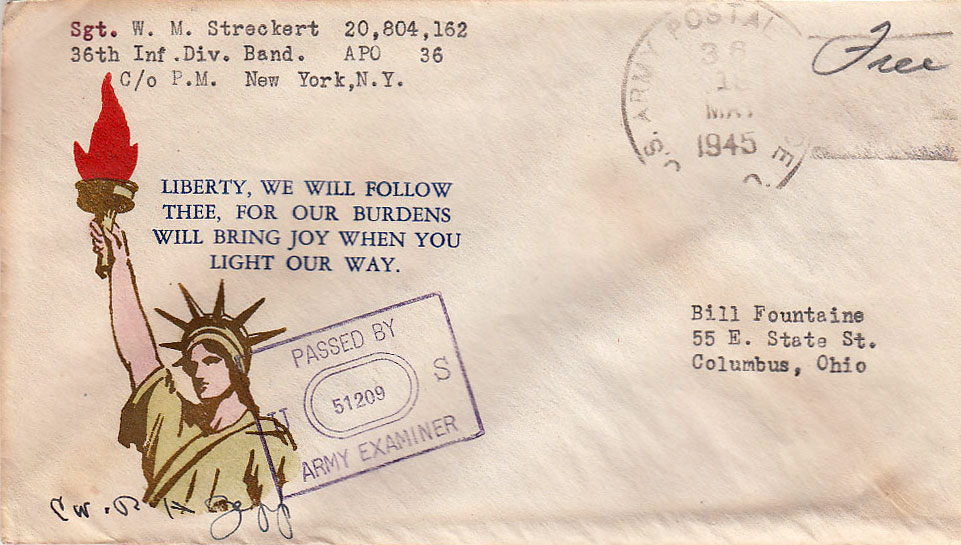 Sgt. W. M. Streckert 20,804,162
36th Inf.Div. Band. APO 36
C/o P.M. New York,N.Y.
U.S. ARMY POSTAL
36
MAY
1945
Free
LIBERTY, WE WILL FOLLOW
THEE, FOR OUR BURDENS
WILL BRING JOY WHEN YOU
LIGHT OUR WAY.
Bill Fountaine
55 E. State St.
Columbus, Ohio
PASSED BY
S
51209
ARMY EXAMINER